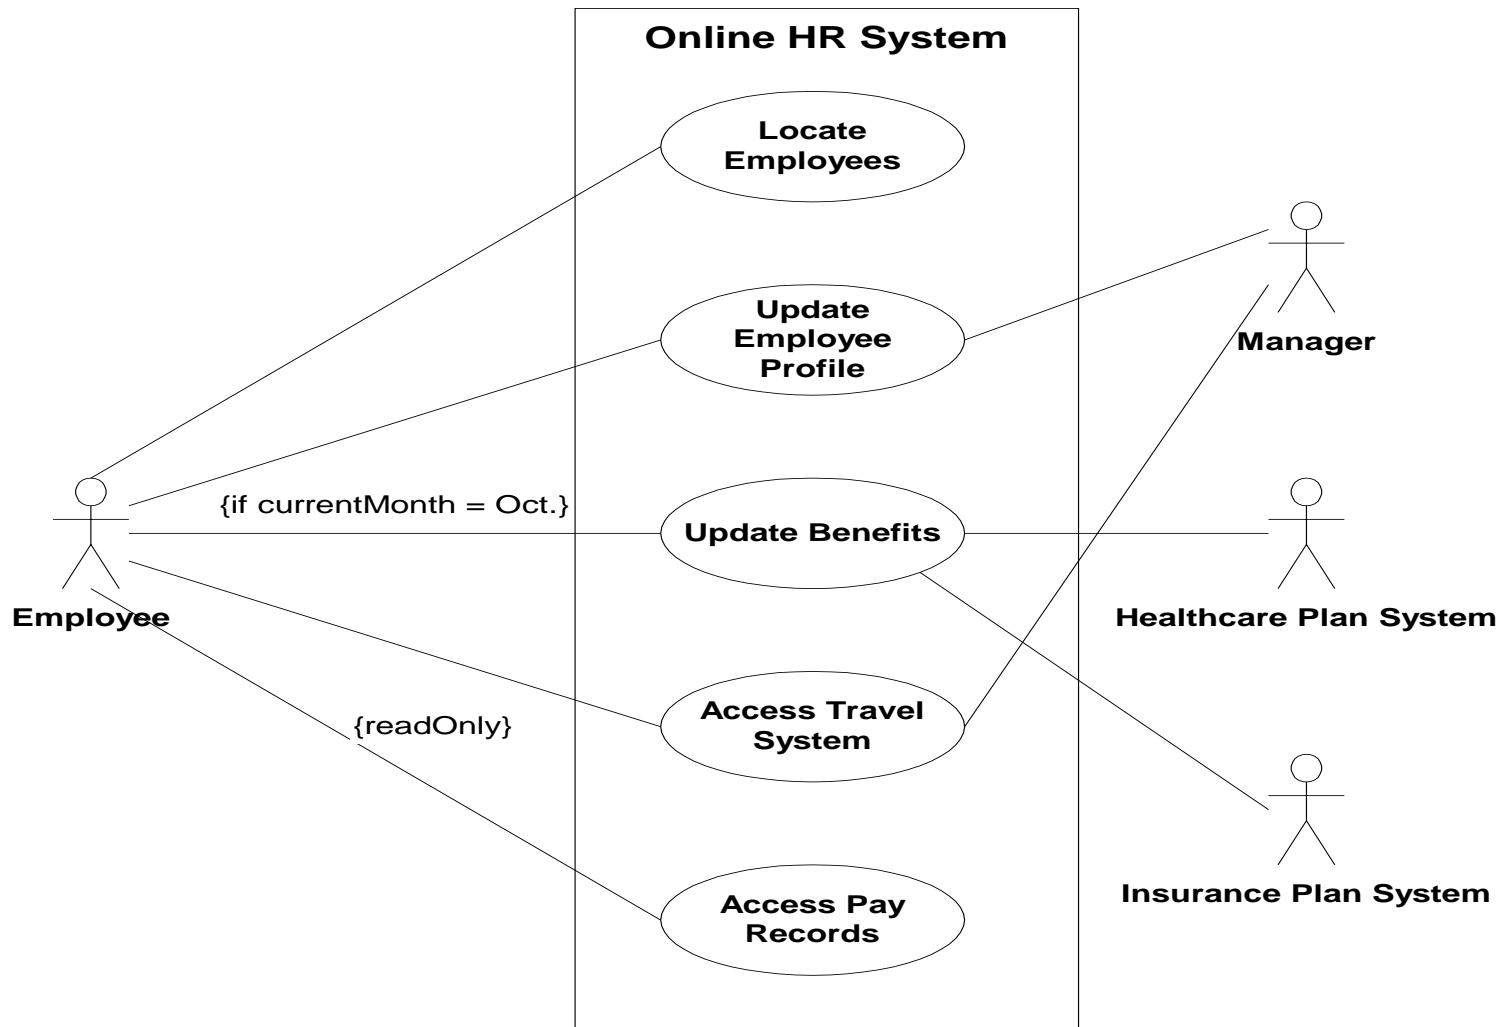 Online HR System
Locate
Employees
Update
Employee
Profile
Manager
{if currentMonth = Oct.}
Update Benefits
Employee
Healthcare Plan System
Access Travel
System
{readOnly}
Insurance Plan System
Access Pay
Records